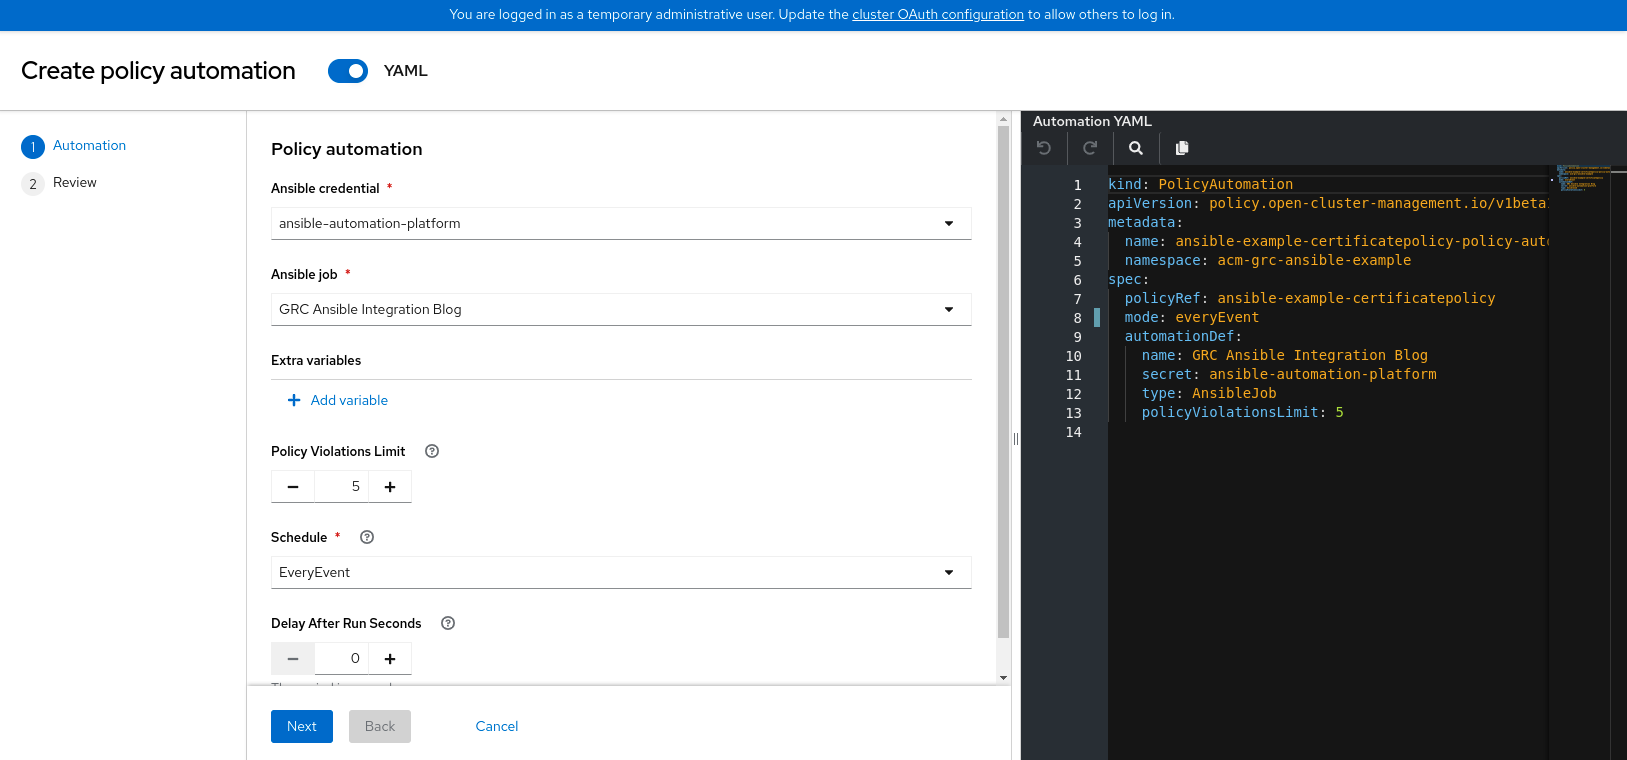 You are logged in as a temporary administrative user. Update the cluster OAuth configuration to allow others to log in.
Create policy automation
YAML
1 Automation
2 Review
Policy automation
Ansible credential *
ansible-automation-platform
Ansible job *
GRC Ansible Integration Blog
Extra variables
Add variable
Policy Violations Limit
5
Schedule *
EveryEvent
Delay After Run Seconds
0
Next
Back
Cancel
Automation YAML
1 kind: PolicyAutomation
2 apiVersion: policy.open-cluster-management.io/v1beta
3 metadata:
4 name: ansible-example-certificatepolicy-policy-auto
5 namespace: acm-grc-ansible-example
6 spec:
7 policyRef: ansible-example-certificatepolicy
8 mode: everyEvent
9 automationDef:
10 name: GRC Ansible Integration Blog
11 secret: ansible-automation-platform
12 type: AnsibleJob
13 policyViolationsLimit: 5
14